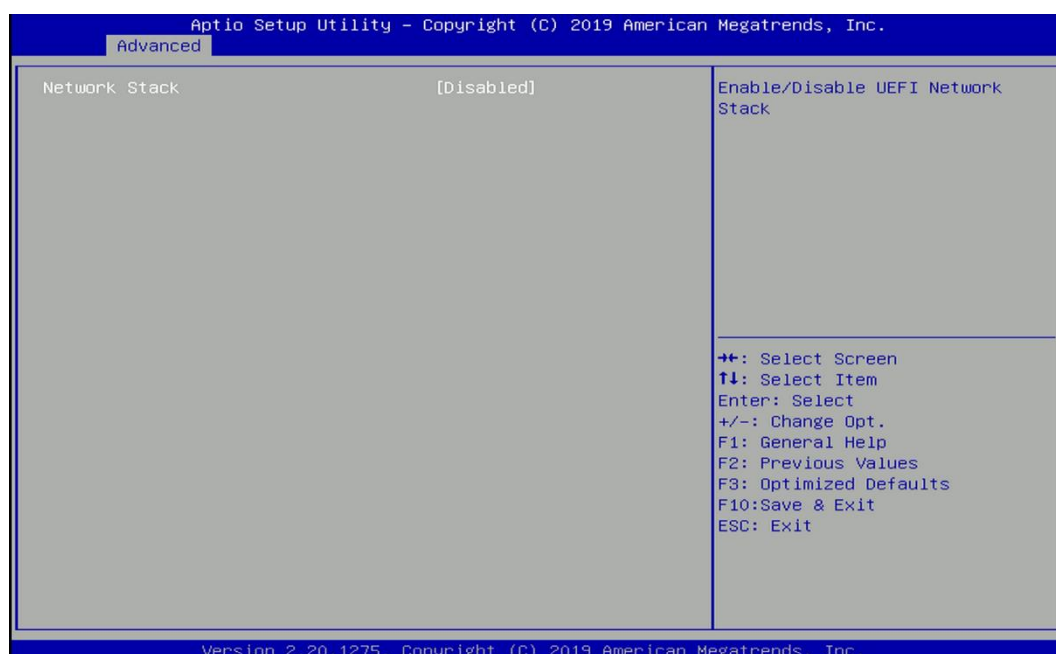 Aptio Setup Utility – Copyright (C) 2019 American Megatrends, Inc.
Advanced
Network Stack [Disabled]
Enable/Disable UEFI Network
Stack
→←: Select Screen
↑↓: Select Item
Enter: Select
+/-: Change Opt.
F1: General Help
F2: Previous Values
F3: Optimized Defaults
F10:Save & Exit
ESC: Exit
Version 2.20.1275. Copyright (C) 2019 American Megatrends, Inc.